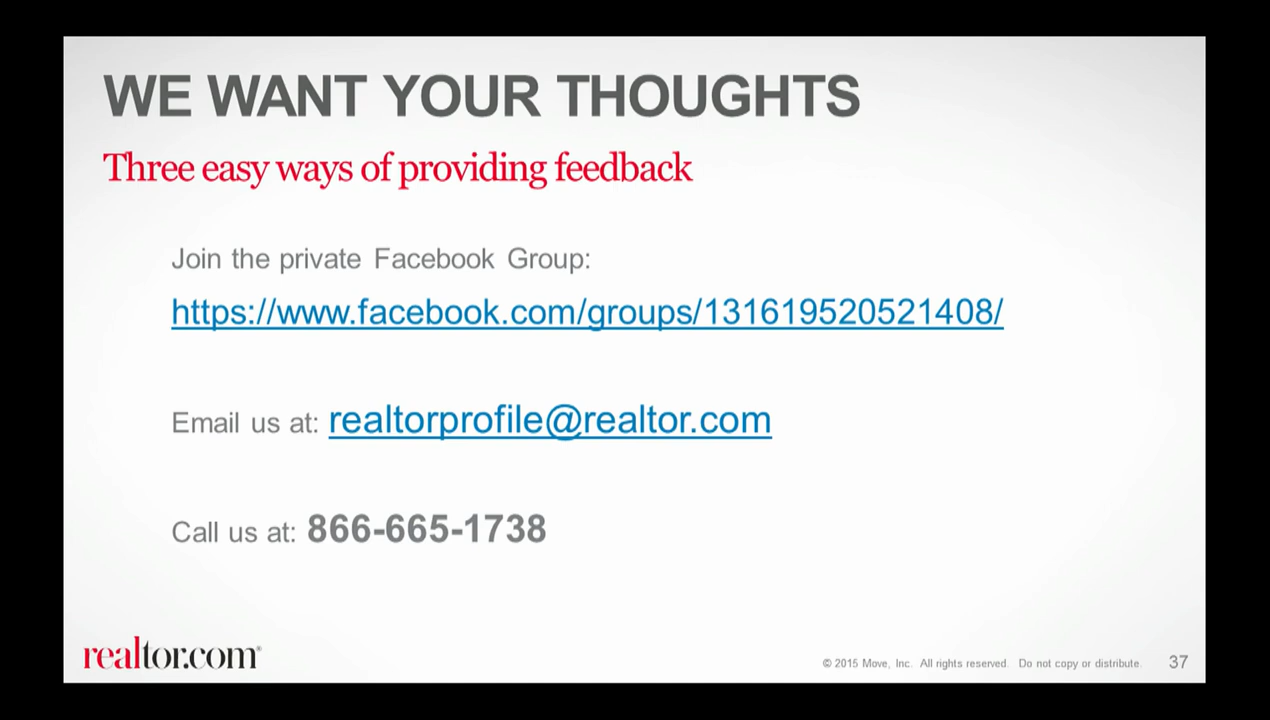 WE WANT YOUR THOUGHTS
Three easy ways of providing feedback
Join the private Facebook Group:
https://www.facebook.com/groups/131619520521408/
Email us at: realtorprofile@realtor.com
Call us at: 866-665-1738
realtor.com®
© 2015 Move, Inc. All rights reserved. Do not copy or distribute. 37